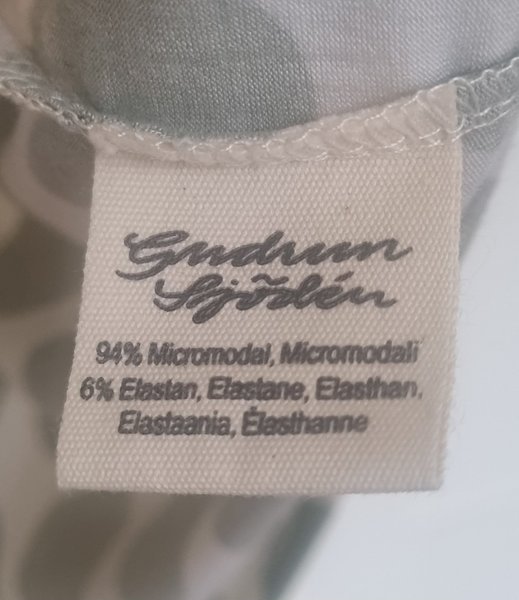 Gudrun
Sjödén
94% Micromodal, Micromodali
6% Elastan, Elastane, Elasthan,
Elastaania, Élasthanne